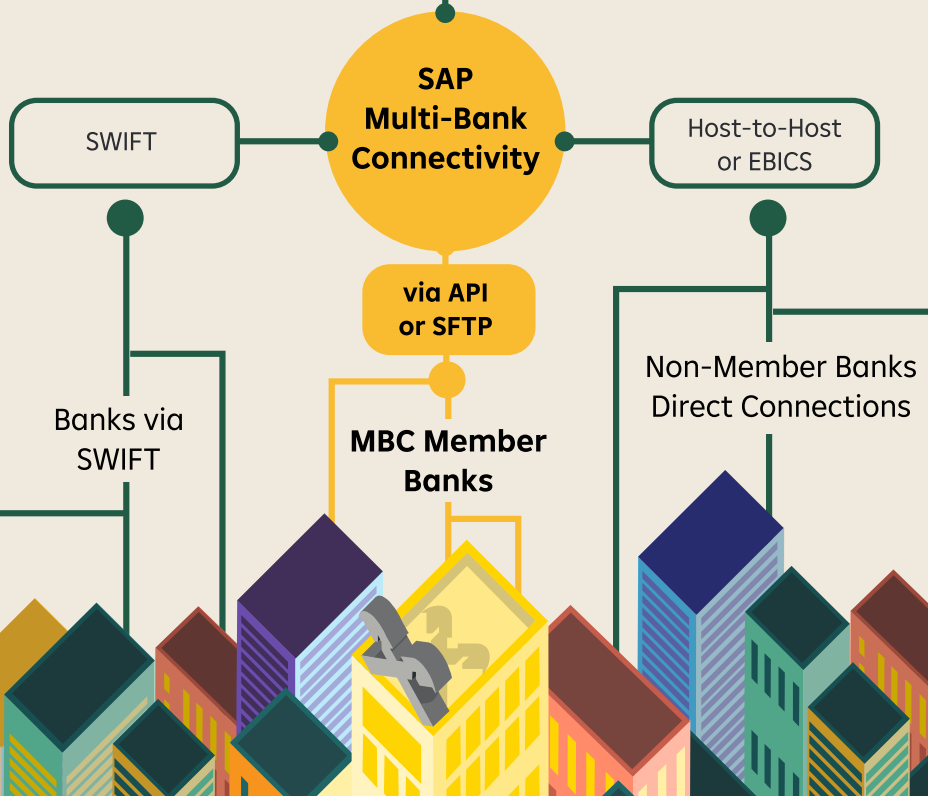 SAP
Multi-Bank
Connectivity
SWIFT
Host-to-Host
or EBICS
via API
or SFTP
Non-Member Banks
Direct Connections
Banks via
SWIFT
MBC Member
Banks